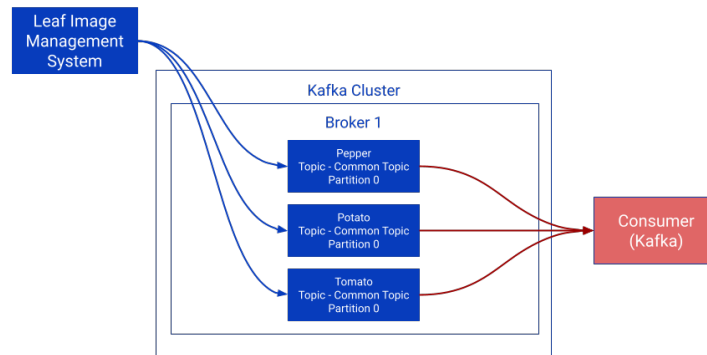 Leaf Image
Management
System
Kafka Cluster
Broker 1
Pepper
Topic - Common Topic
Partition 0
Potato
Topic - Common Topic
Partition 0
Tomato
Topic - Common Topic
Partition 0
Consumer
(Kafka)